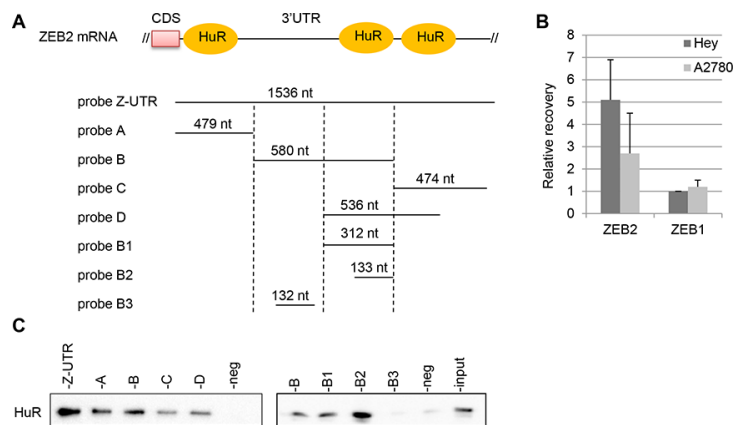 A
CDS
3'UTR
ZEB2 mRNA // HuR HuR HuR //
probe Z-UTR 1536 nt
probe A 479 nt
probe B 580 nt
probe C 474 nt
probe D 536 nt
probe B1 312 nt
probe B2 133 nt
probe B3 132 nt
B
Relative recovery
8
7
6
5
4
3
2
1
0
Hey
A2780
ZEB2 ZEB1
C
-Z-UTR -A -B -C -D -neg -B -B1 -B2 -B3 -neg -input
HuR